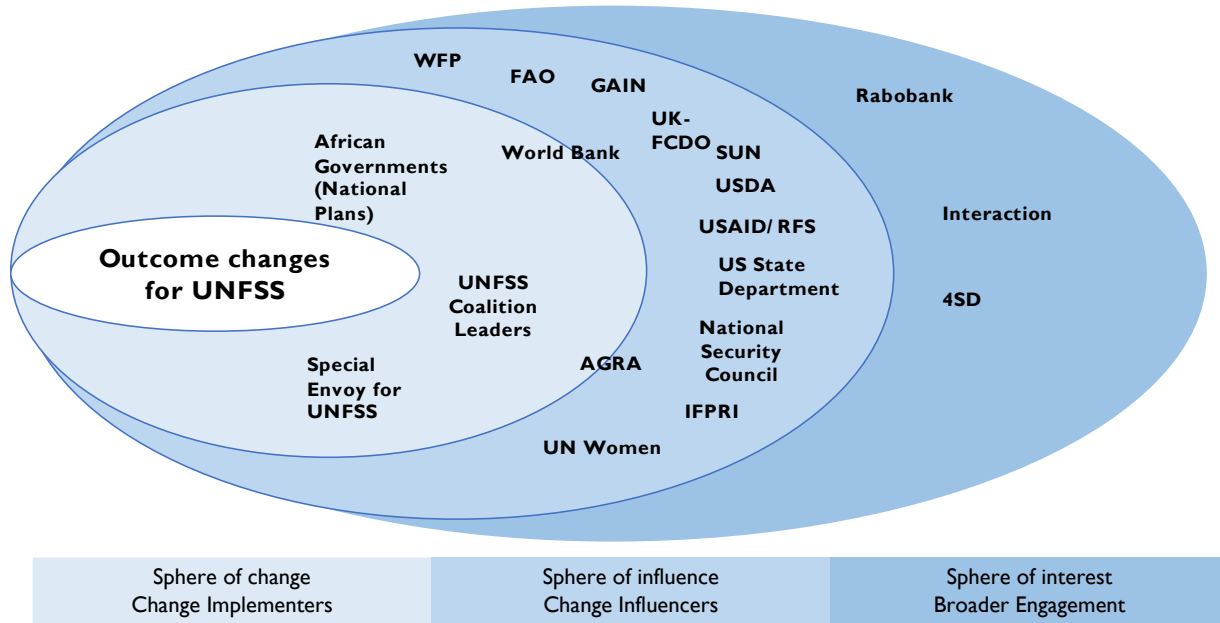 WFP
FAO
GAIN
Rabobank
UK-
FCDO
African
Governments
(National
Plans)
World Bank
SUN
USDA
Interaction
USAID/ RFS
Outcome changes
for UNFSS
US State
Department
UNFSS
Coalition
Leaders
4SD
National
Security
Council
Special
Envoy for
UNFSS
AGRA
IFPRI
UN Women
Sphere of change
Change Implementers
Sphere of influence
Change Influencers
Sphere of interest
Broader Engagement